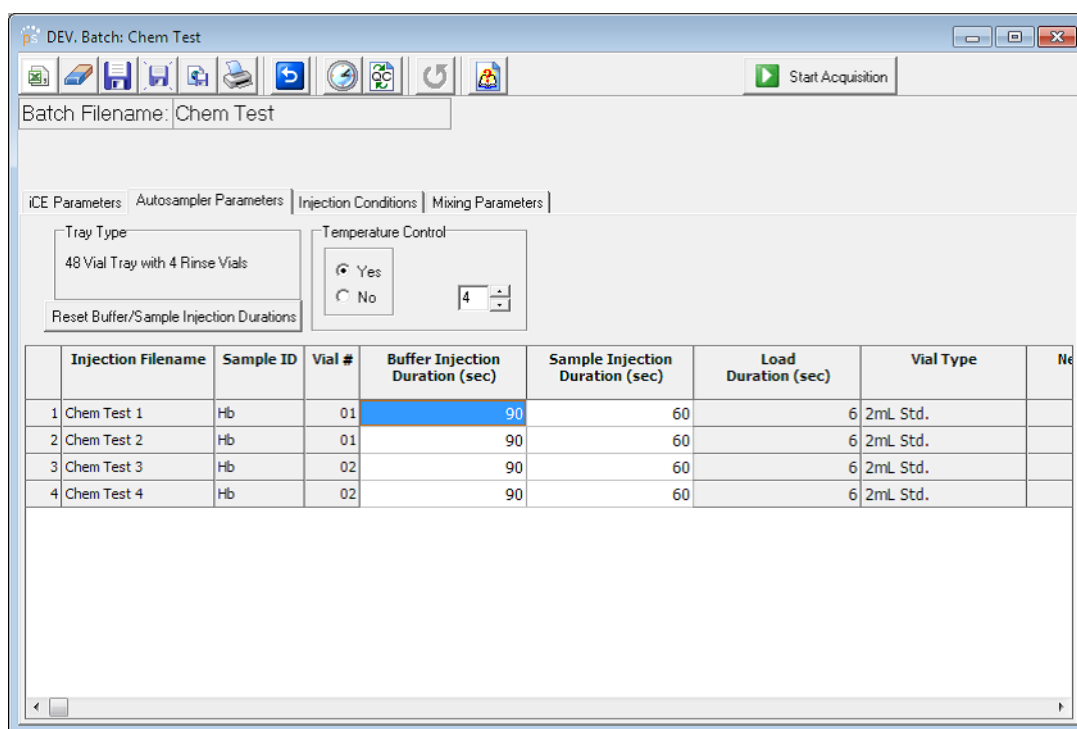 DEV. Batch: Chem Test
QC
Start Acquisition
Batch Filename: Chem Test
iCE Parameters Autosampler Parameters Injection Conditions Mixing Parameters
Tray Type Temperature Control
48 Vial Tray with 4 Rinse Vials
Yes
No 4
Reset Buffer/Sample Injection Durations
Injection Filename Sample ID Vial # Buffer Injection Duration (sec) Sample Injection Duration (sec) Load Duration (sec) Vial Type Ne
1 Chem Test 1 Hb 01 90 60 6 2mL Std.
2 Chem Test 2 Hb 01 90 60 6 2mL Std.
3 Chem Test 3 Hb 02 90 60 6 2mL Std.
4 Chem Test 4 Hb 02 90 60 6 2mL Std.